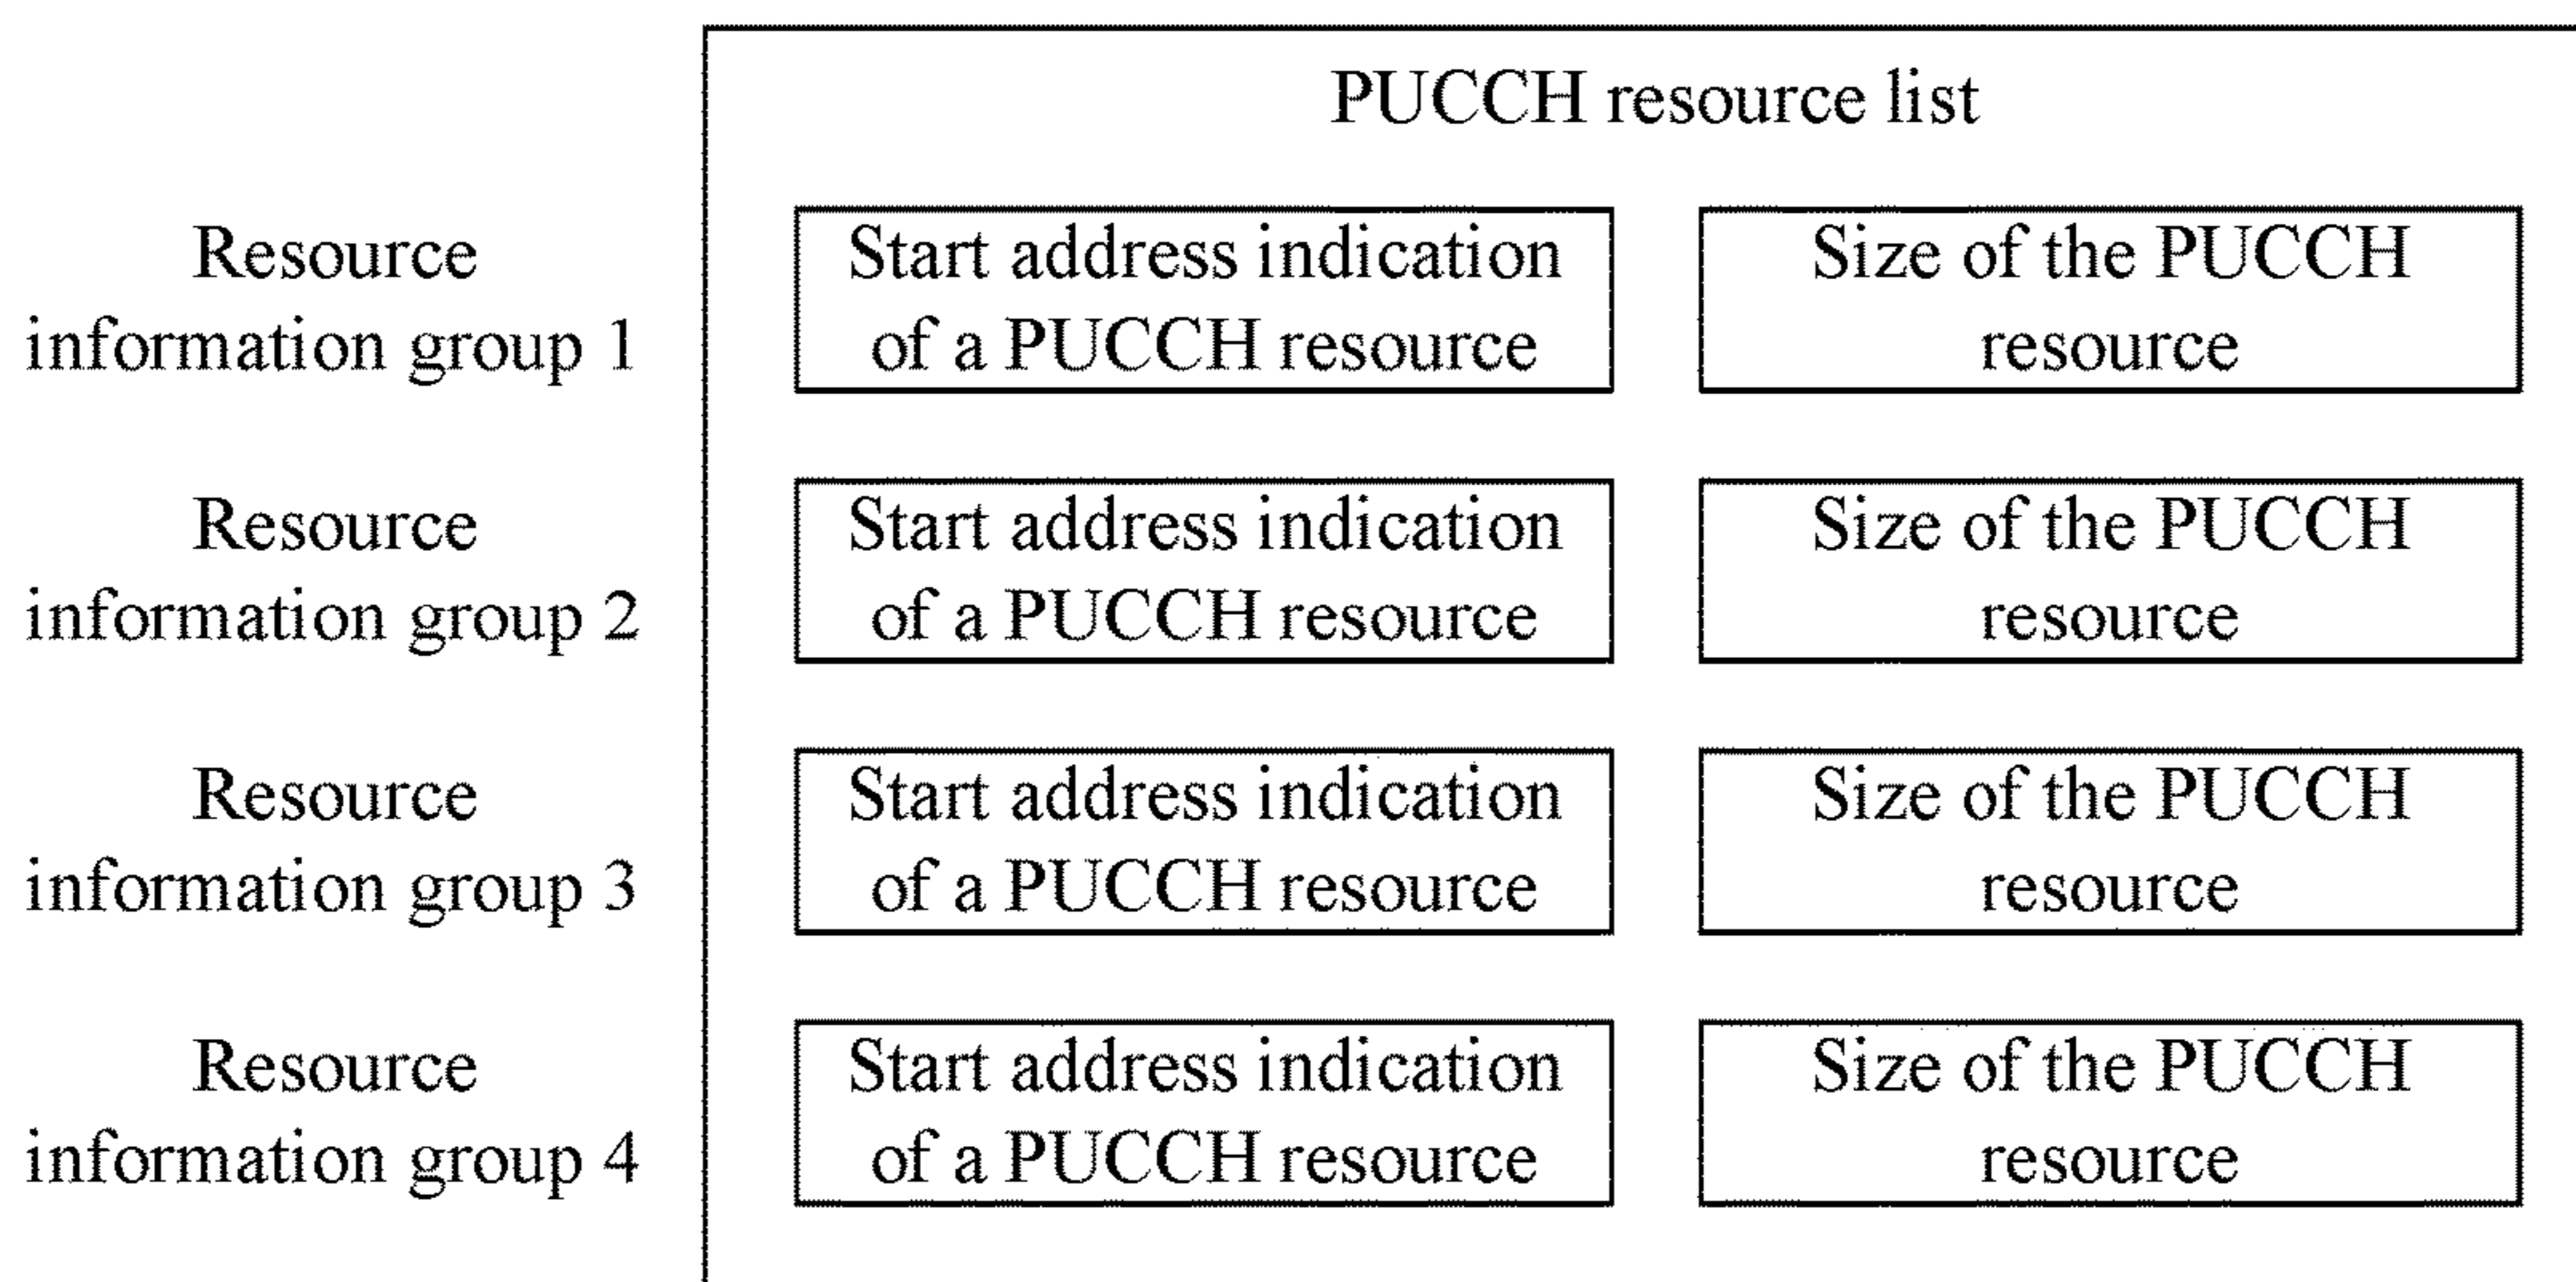 PUCCH resource list
Resource
information group 1
Start address indication
of a PUCCH resource
Size of the PUCCH
resource
Resource
information group 2
Start address indication
of a PUCCH resource
Size of the PUCCH
resource
Resource
information group 3
Start address indication
of a PUCCH resource
Size of the PUCCH
resource
Resource
information group 4
Start address indication
of a PUCCH resource
Size of the PUCCH
resource